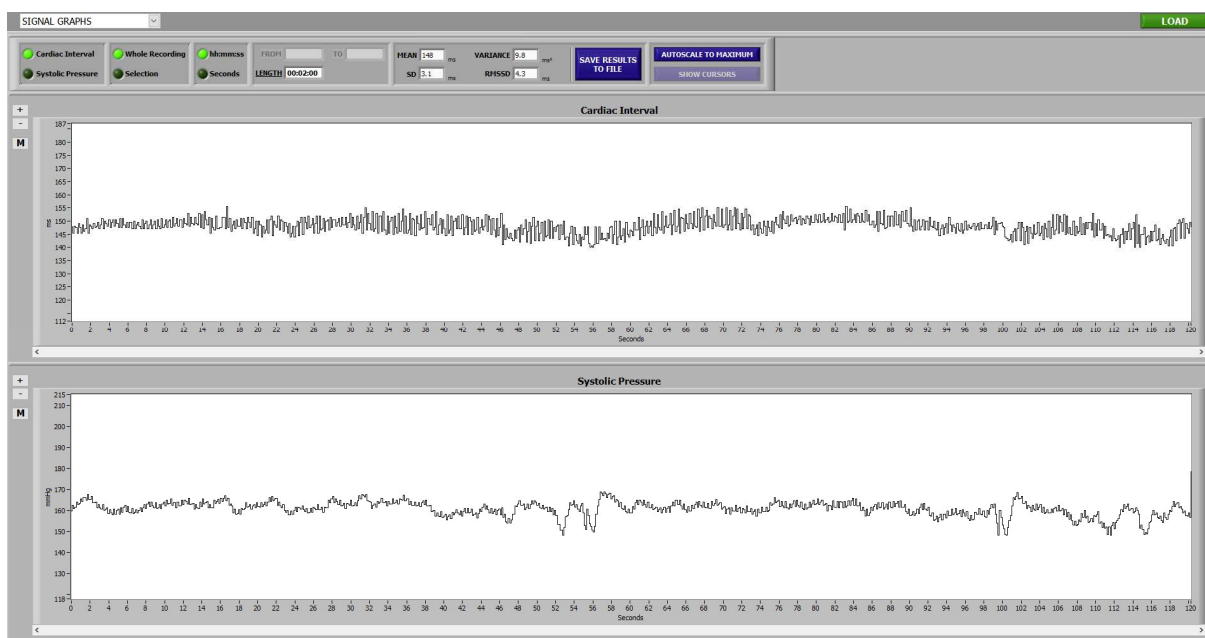 SIGNAL GRAPHS
LOAD
Cardiac Interval
Systolic Pressure
Whole Recording
Selection
hh:mm:ss
Seconds
FROM TO
LENGTH 00:02:00
MEAN 148 ms VARIANCE 9.8 ms²
SD 3.1 ms RMSSD 4.3 ms
SAVE RESULTS
TO FILE
AUTOSCALE TO MAXIMUM
SHOW CURSORS
+
-
M
Cardiac Interval
187
180
175
170
165
160
155
150
145
140
135
130
125
120
112
ms
0 2 4 6 8 10 12 14 16 18 20 22 24 26 28 30 32 34 36 38 40 42 44 46 48 50 52 54 56 58 60 62 64 66 68 70 72 74 76 78 80 82 84 86 88 90 92 94 96 98 100 102 104 106 108 110 112 114 116 118 120
Seconds
+
-
M
Systolic Pressure
215
210
200
190
180
170
160
150
140
130
118
mmHg
0 2 4 6 8 10 12 14 16 18 20 22 24 26 28 30 32 34 36 38 40 42 44 46 48 50 52 54 56 58 60 62 64 66 68 70 72 74 76 78 80 82 84 86 88 90 92 94 96 98 100 102 104 106 108 110 112 114 116 118 120
Seconds